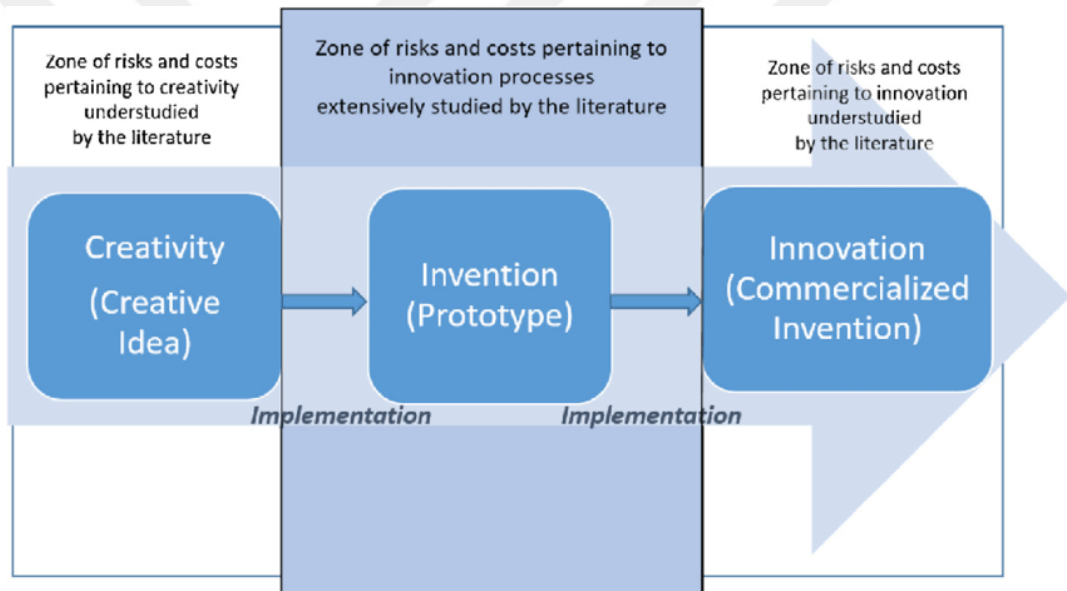 Zone of risks and costs
pertaining to creativity
understudied
by the literature
Zone of risks and costs pertaining to
innovation processes
extensively studied by the literature
Zone of risks and costs
pertaining to innovation
understudied
by the literature
Creativity
(Creative
Idea)
Invention
(Prototype)
Innovation
(Commercialized
Invention)
Implementation
Implementation